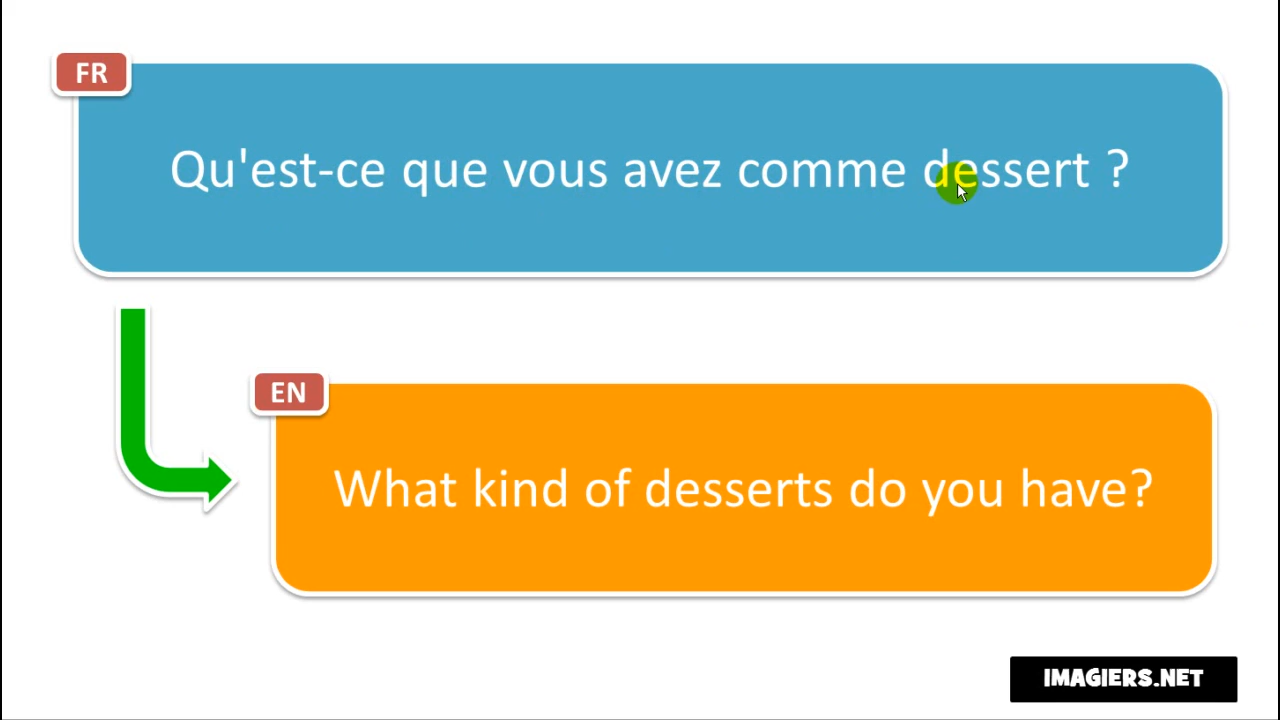 FR
Qu'est-ce que vous avez comme dessert ?
EN
What kind of desserts do you have?
IMAGIERS.NET